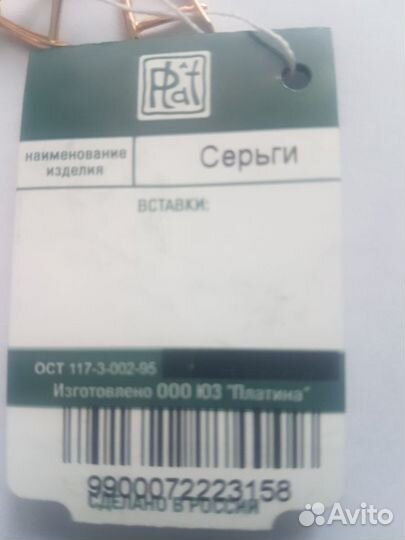 Plat
наименование
изделия
Серьги
ВСТАВКИ:
ОСТ 117-3-002-95
Изготовлено ООО ЮЗ "Платина"
9900072223158
СДЕЛАНО В РОССИИ
Avito